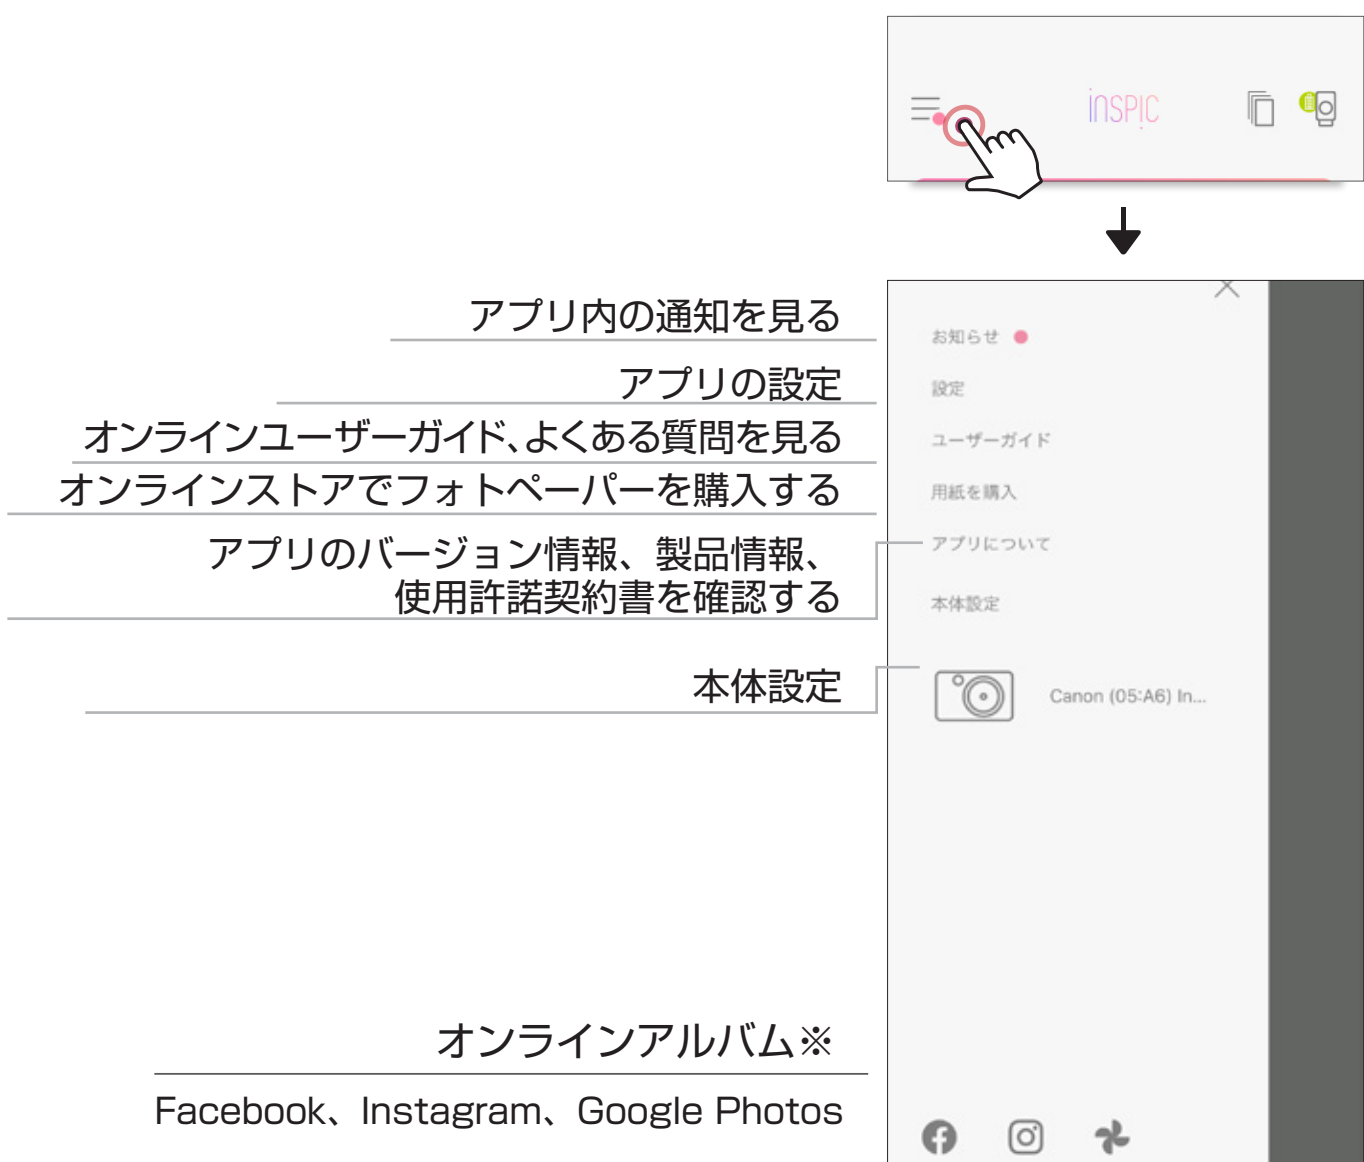 inSPIC
アプリ内の通知を見る
アプリの設定
オンラインユーザーガイド、よくある質問を見る
オンラインストアでフォトペーパーを購入する
アプリのバージョン情報、製品情報、
使用許諾契約書を確認する
本体設定
オンラインアルバム※
Facebook、Instagram、Google Photos
お知らせ
設定
ユーザーガイド
用紙を購入
アプリについて
本体設定
Canon (05:A6) In...